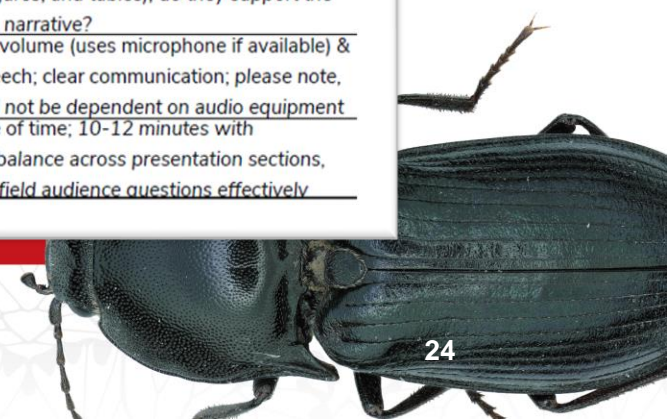 narrative?
volume (uses microphone if available) &
eech; clear communication; please note,
not be dependent on audio equipment
of time; 10-12 minutes with
balance across presentation sections,
field audience questions effectively
24